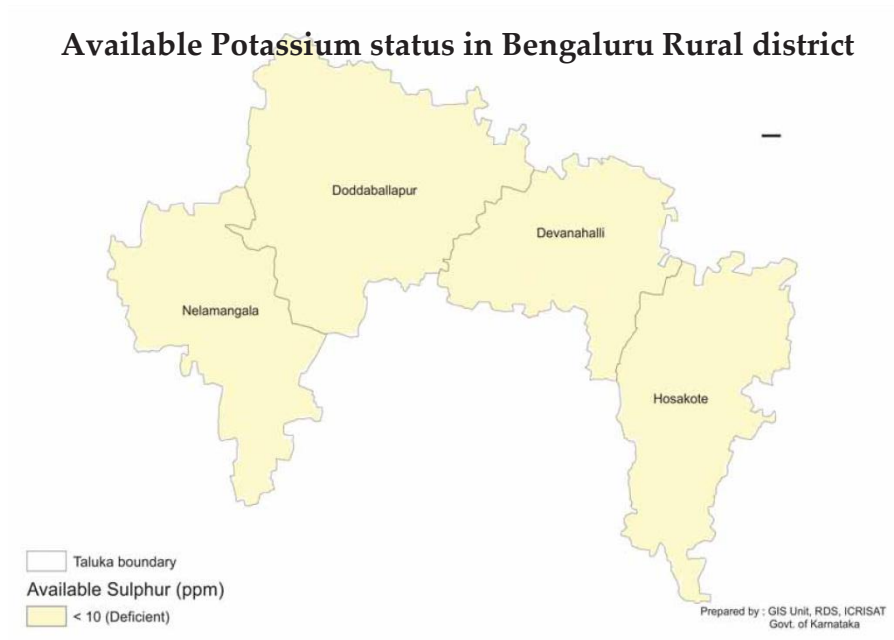 Available Potassium status in Bengaluru Rural district
Doddaballapur
Devanahalli
Nelamangala
Hosakote
Taluka boundary
Available Sulphur (ppm)
< 10 (Deficient)
Prepared by : GIS Unit, RDS, ICRISAT
Govt. of Karnataka